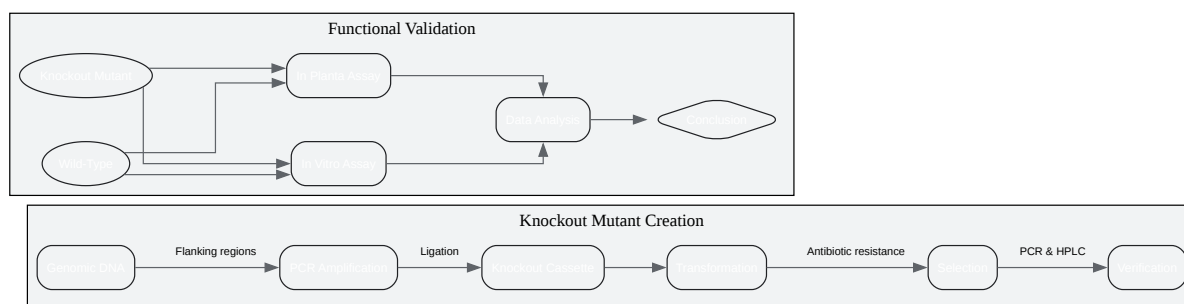 Functional Validation
Knockout Mutant
In Planta Assay
Data Analysis
Conclusion
Wild-Type
In Vitro Assay
Knockout Mutant Creation
Genomic DNA
Flanking regions
PCR Amplification
Ligation
Knockout Cassette
Transformation
Antibiotic resistance
Selection
PCR & HPLC
Verification